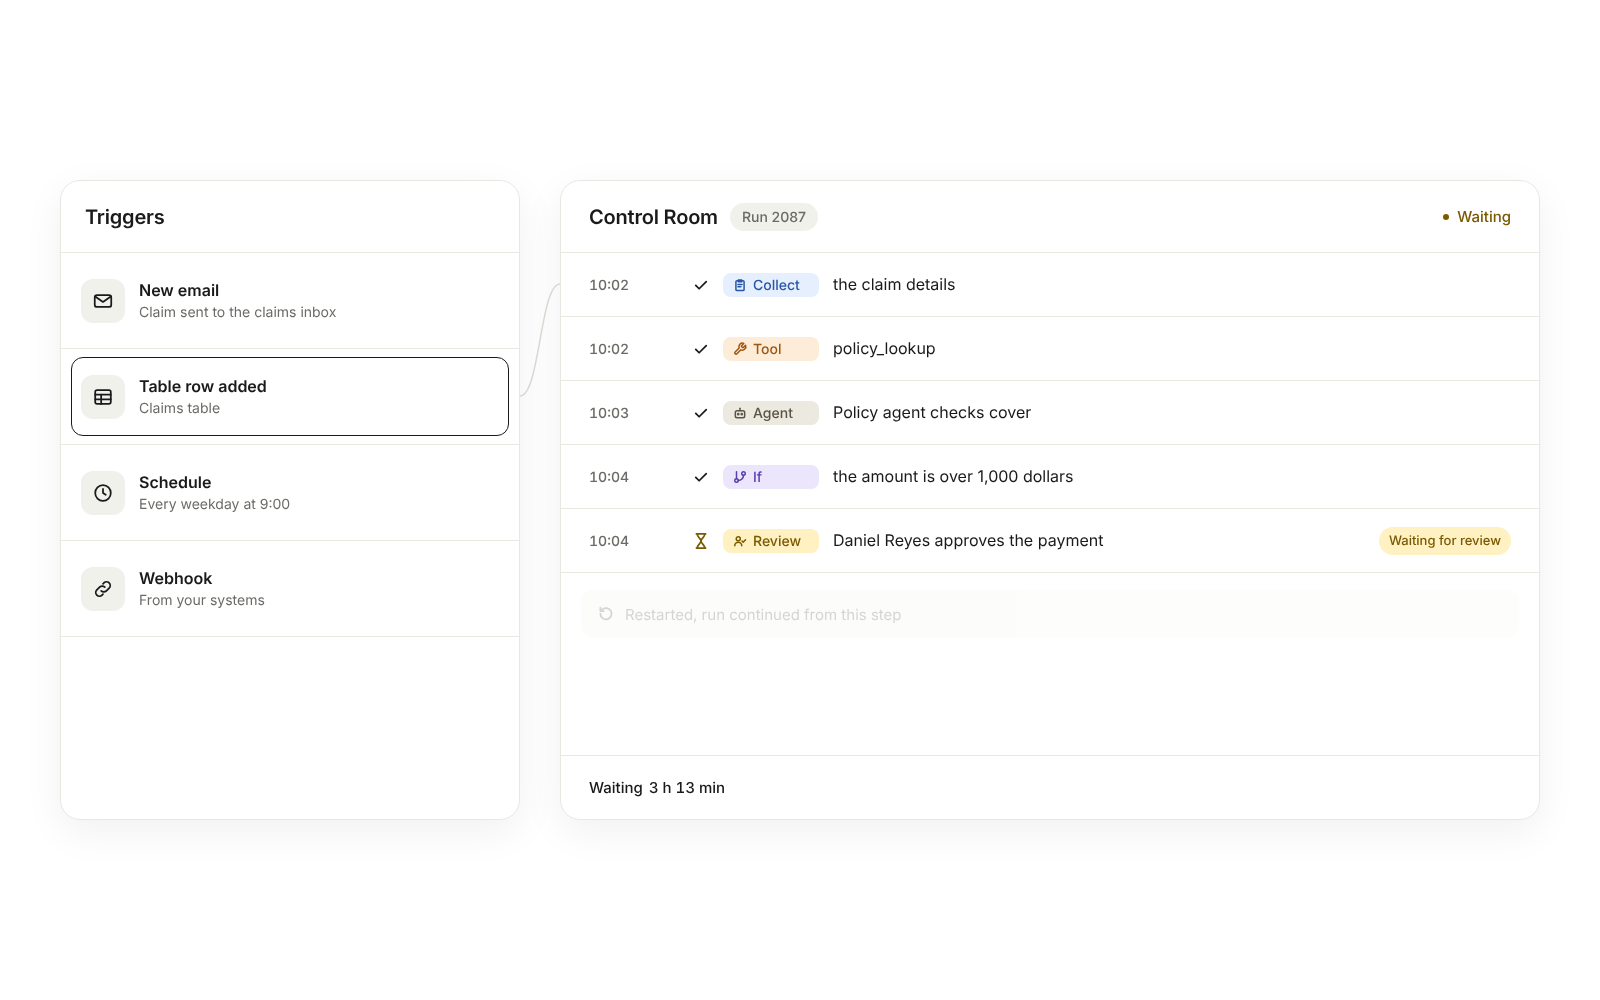 Triggers
New email
Claim sent to the claims inbox
Table row added
Claims table
Schedule
Every weekday at 9:00
Webhook
From your systems
Control Room Run 2087 Waiting
10:02 Collect the claim details
10:02 Tool policy_lookup
10:03 Agent Policy agent checks cover
10:04 If the amount is over 1,000 dollars
10:04 Review Daniel Reyes approves the payment Waiting for review
Restarted, run continued from this step
Waiting 3 h 13 min